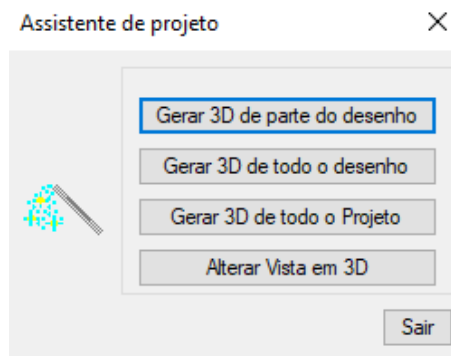 Assistente de projeto
Gerar 3D de parte do desenho
Gerar 3D de todo o desenho
Gerar 3D de todo o Projeto
Alterar Vista em 3D
Sair